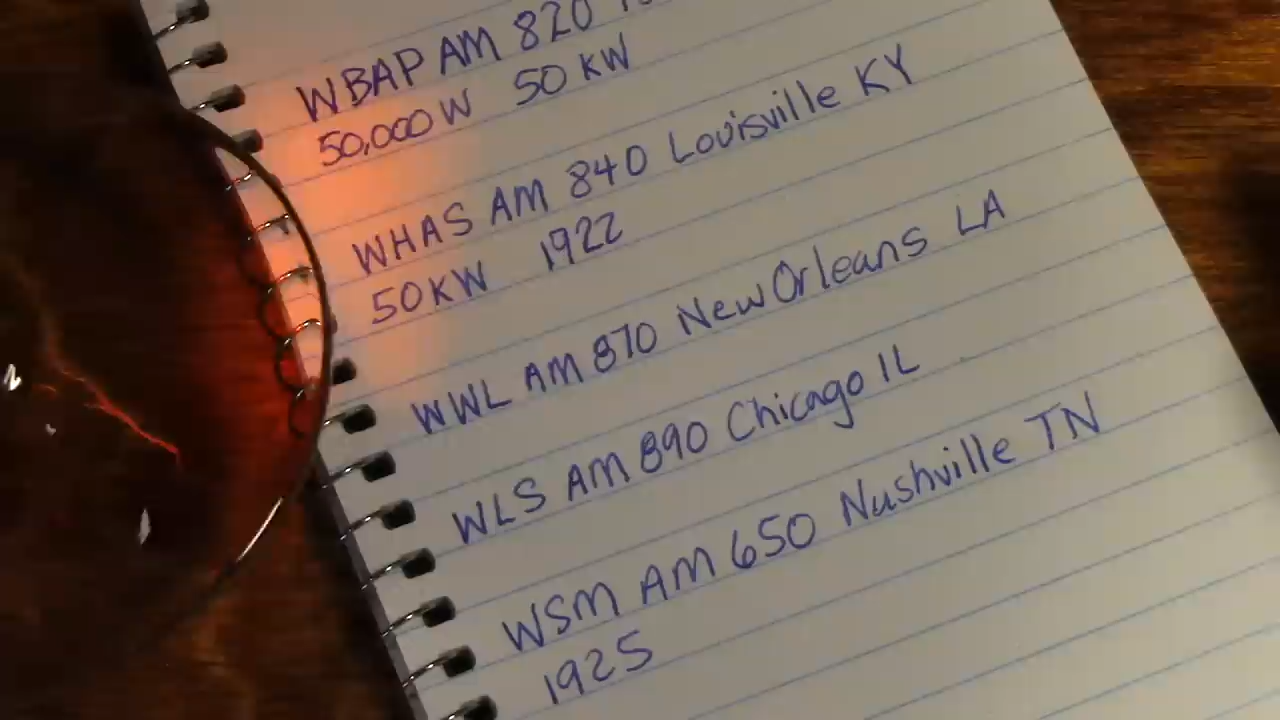 WBAP AM 820
50,000 W 50 KW
WHAS AM 840 Louisville KY
50KW 1922
WWL AM 870 New Orleans LA
WLS AM 890 Chicago IL
WSM AM 650 Nashville TN
1925